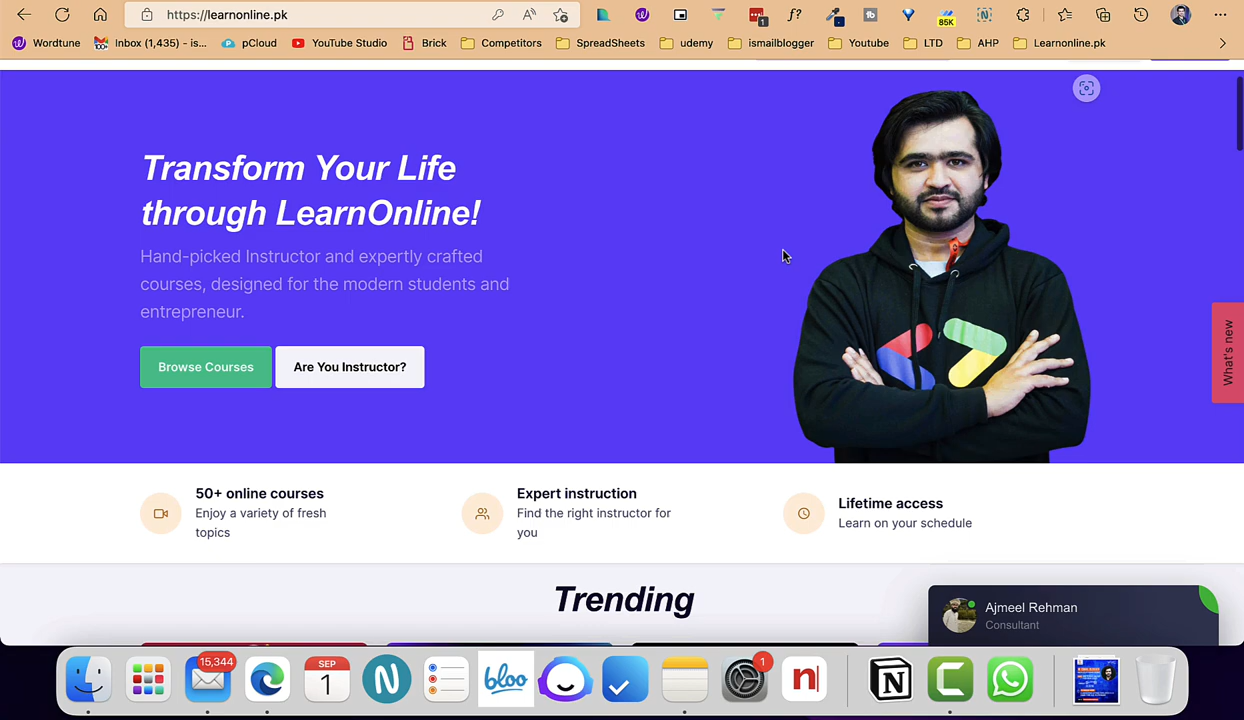 https://learnonline.pk
1
85K
Wordtune
Inbox (1,435) - is...
pCloud
YouTube Studio
Brick
Competitors
SpreadSheets
udemy
ismailblogger
Youtube
LTD
AHP
Learnonline.pk
Transform Your Life
through LearnOnline!
Hand-picked Instructor and expertly crafted
courses, designed for the modern students and
entrepreneur.
Browse Courses
Are You Instructor?
What's new
50+ online courses
Enjoy a variety of fresh
topics
Expert instruction
Find the right instructor for
you
Lifetime access
Learn on your schedule
Trending
Ajmeel Rehman
Consultant
15,344
SEP
1
N
bloo
1
n
N
C